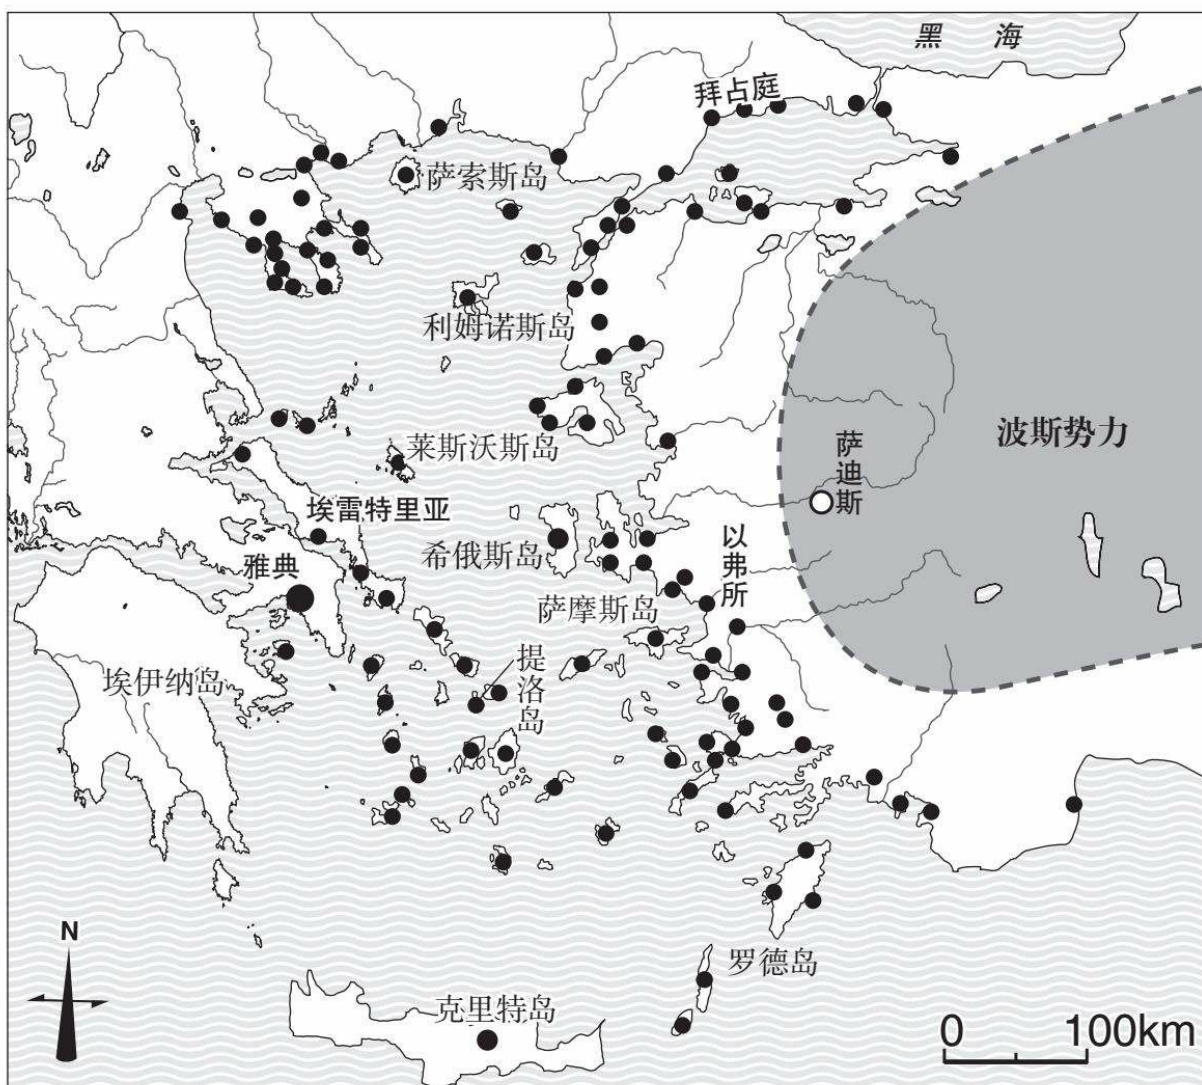 黑 海
拜占庭
萨索斯岛
利姆诺斯岛
莱斯沃斯岛
萨迪斯
波斯势力
埃雷特里亚
雅典
希俄斯岛
以弗所
萨摩斯岛
提洛岛
埃伊纳岛
N
罗德岛
克里特岛
0 100km